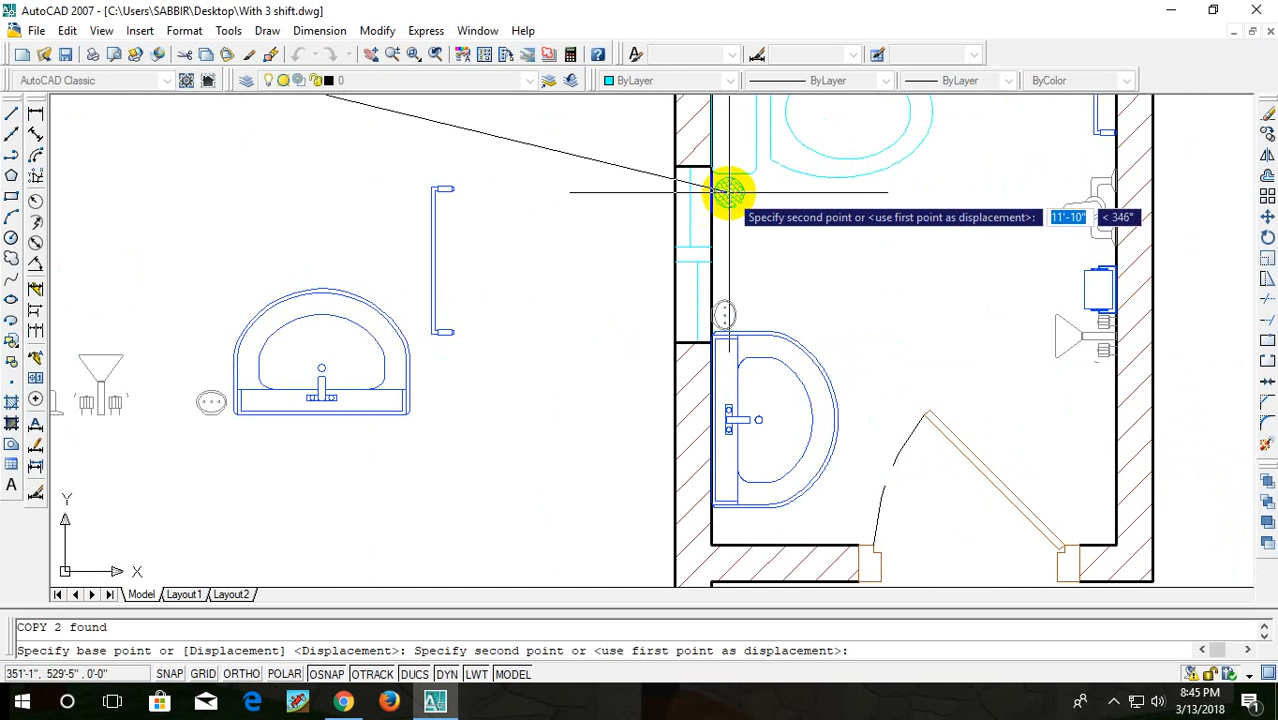 AutoCAD 2007 - [C:\Users\SABBIR\Desktop\With 3 shift.dwg]
File Edit View Insert Format Tools Draw Dimension Modify Express Window Help
AutoCAD Classic 0 ByLayer ByLayer ByLayer ByColor
Specify second point or <use first point as displacement>: 11'-10" < 346°
Y
X
Model Layout1 Layout2
COPY 2 found
Specify base point or [Displacement] <Displacement>: Specify second point or <use first point as displacement>:
351'-1", 529'-5", 0'-0" SNAP GRID ORTHO POLAR OSNAP OTRACK DUCS DYN LWT MODEL
8:45 PM
3/13/2018